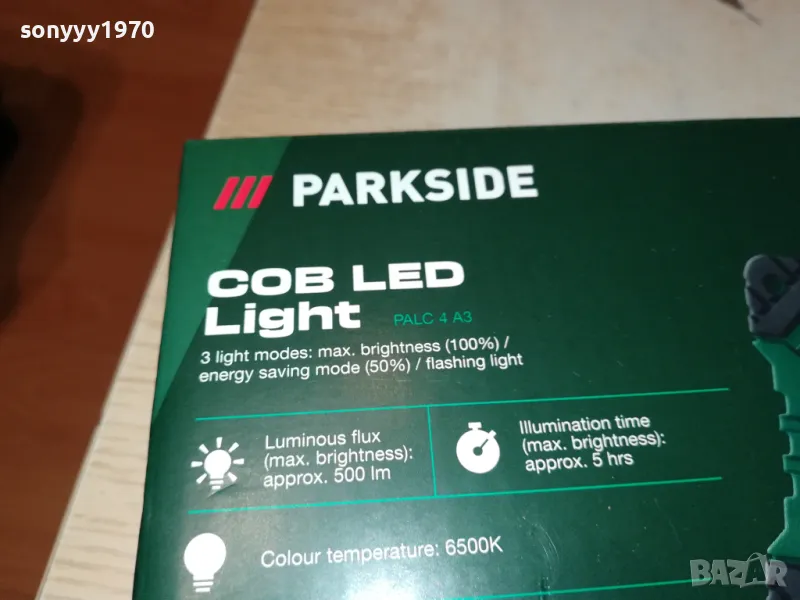 sonyyy1970
PARKSIDE
COB LED
Light PALC 4 A3
3 light modes: max. brightness (100%) /
energy saving mode (50%) / flashing light
Luminous flux
(max. brightness):
approx. 500 lm
Illumination time
(max. brightness):
approx. 5 hrs
Colour temperature: 6500K
BAZAR